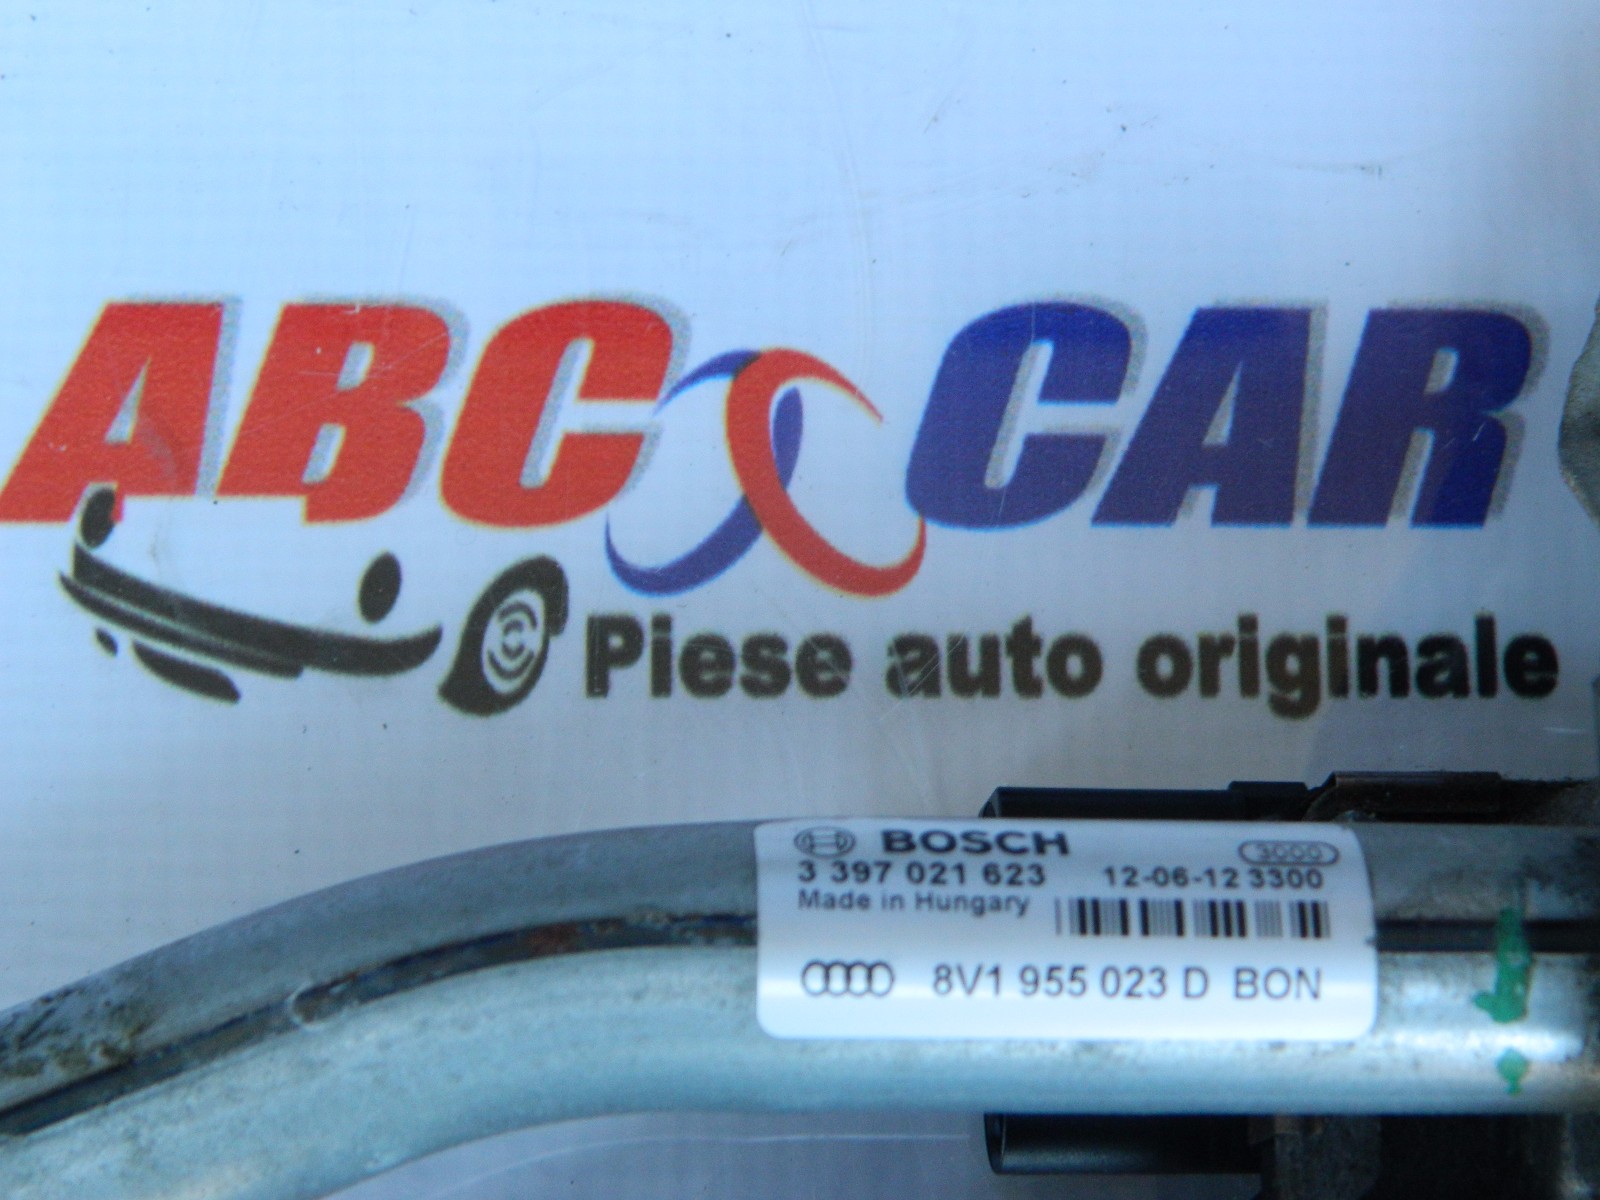 ABC CAR
Piese auto originale
BOSCH
3000
3 397 021 623 12-06-12 3300
Made in Hungary
8V1 955 023 D BON